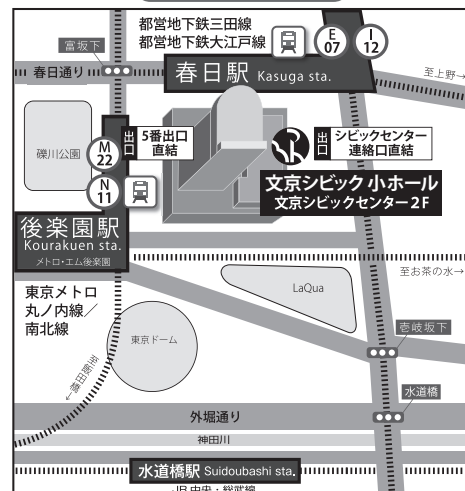 都営地下鉄三田線
都営地下鉄大江戸線
E
07
I
12
富坂下
春日通り
春日駅 Kasuga sta.
至上野→
礫川公園
M
22
出口
5番出口
直結
出口
シビックセンター
連絡口直結
N
11
文京シビック 小ホール
文京シビックセンター2F
後楽園駅
Kourakuen sta.
メトロ・エム後楽園
至お茶の水→
東京メトロ
丸ノ内線／
南北線
LaQua
東京ドーム
壱岐坂下
至飯田橋→
水道橋
外堀通り
神田川
水道橋駅 Suidoubashi sta.
JR 中央・総武線